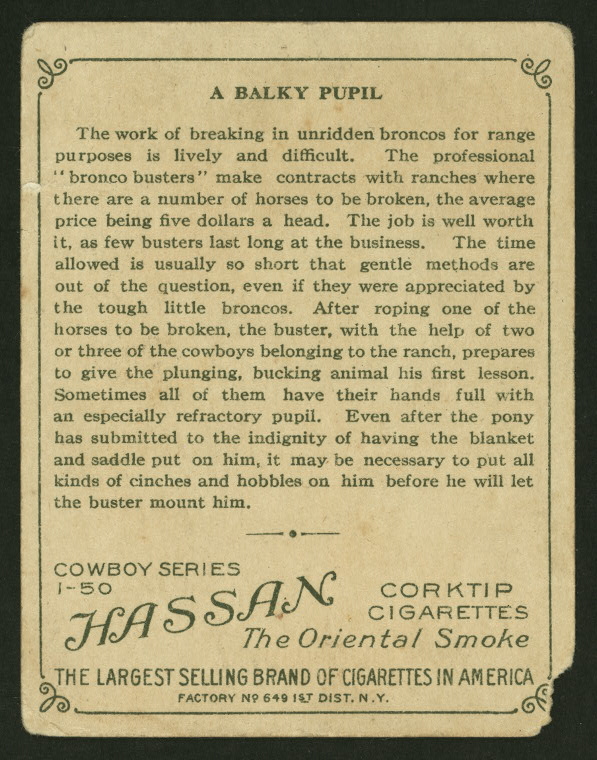 A BALKY PUPIL
The work of breaking in unridden broncos for range
purposes is lively and difficult. The professional
"bronco busters" make contracts with ranches where
there are a number of horses to be broken, the average
price being five dollars a head. The job is well worth
it, as few busters last long at the business. The time
allowed is usually so short that gentle methods are
out of the question, even if they were appreciated by
the tough little broncos. After roping one of the
horses to be broken, the buster, with the help of two
or three of the cowboys belonging to the ranch, prepares
to give the plunging, bucking animal his first lesson.
Sometimes all of them have their hands full with
an especially refractory pupil. Even after the pony
has submitted to the indignity of having the blanket
and saddle put on him, it may be necessary to put all
kinds of cinches and hobbles on him before he will let
the buster mount him.
COWBOY SERIES
1-50
HASSAN
CORKTIP
CIGARETTES
The Oriental Smoke
THE LARGEST SELLING BRAND OF CIGARETTES IN AMERICA
FACTORY Nº 649 1ST DIST. N.Y.